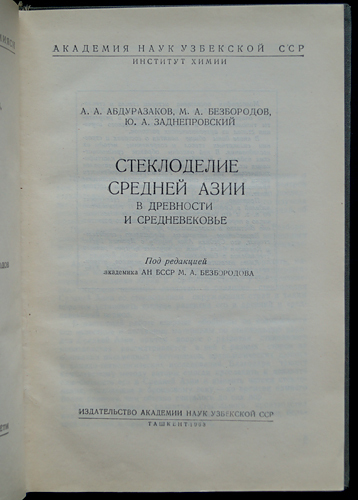 АКАДЕМИЯ НАУК УЗБЕКСКОЙ ССР
ИНСТИТУТ ХИМИИ
А. А. АБДУРАЗАКОВ, М. А. БЕЗБОРОДОВ,
Ю. А. ЗАДНЕПРОВСКИЙ
СТЕКЛОДЕЛИЕ
СРЕДНЕЙ АЗИИ
В ДРЕВНОСТИ
И СРЕДНЕВЕКОВЬЕ
Под редакцией
академика АН БССР М. А. БЕЗБОРОДОВА
ИЗДАТЕЛЬСТВО АКАДЕМИИ НАУК УЗБЕКСКОЙ ССР